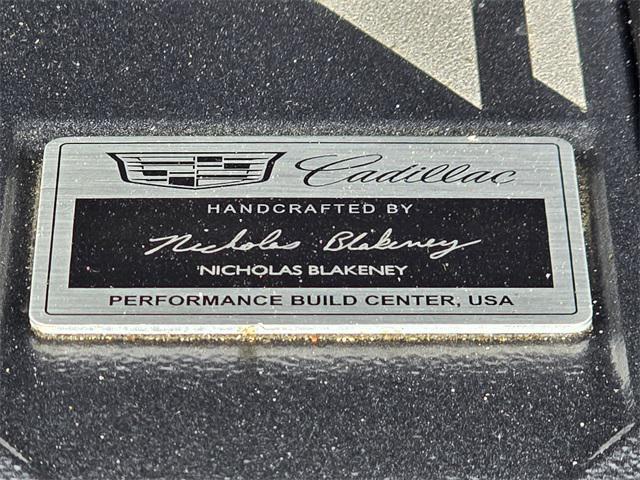 Cadillac
HANDCRAFTED BY
Nicholas Blakeney
NICHOLAS BLAKENEY
PERFORMANCE BUILD CENTER, USA